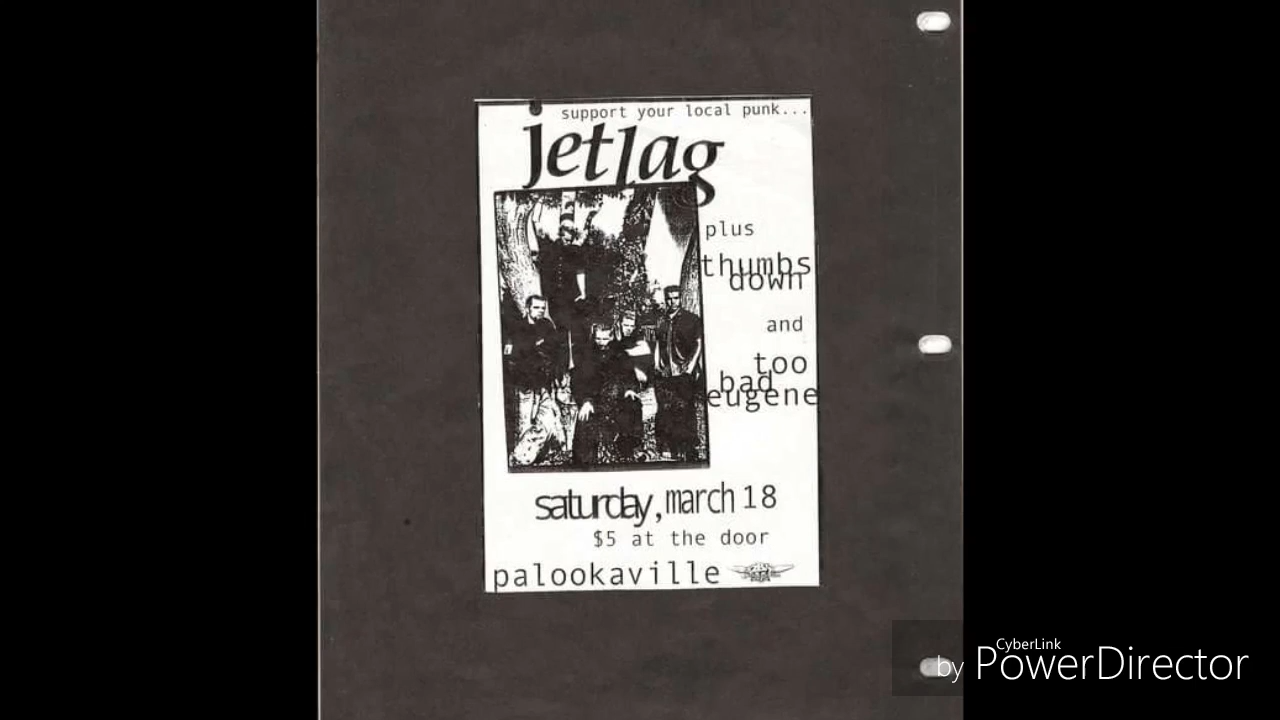 support your local punk...
jetlag
plus
thumbs
down
and
too
bad
eugene
saturday, march 18
$5 at the door
palookaville
CyberLink
by PowerDirector